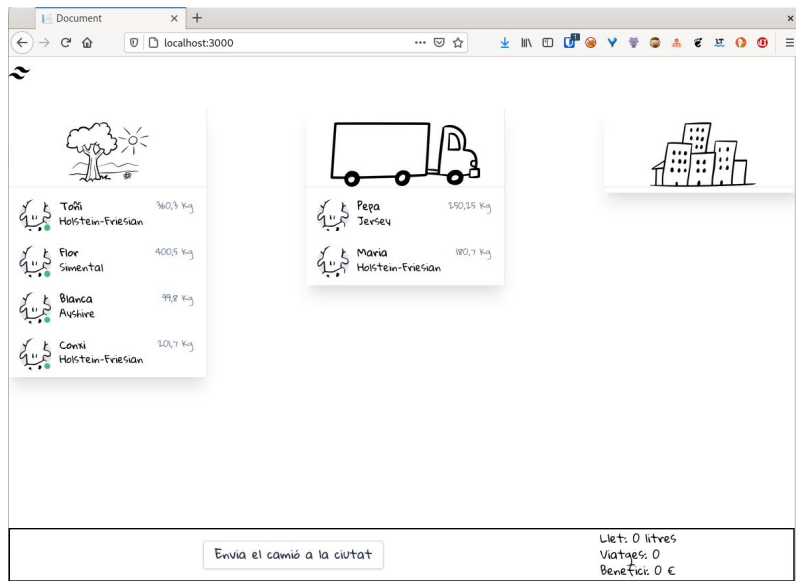 Document
localhost:3000
Toñi 360,3 Kg
Holstein-Friesian
Flor 400,5 Kg
Simental
Blanca 99,8 Kg
Ayshire
Conxi 201,7 Kg
Holstein-Friesian
Pepa 250,25 Kg
Jersey
Maria 180,7 Kg
Holstein-Friesian
Envia el camió a la ciutat
Llet: 0 litres
Viatges: 0
Benefici: 0 €